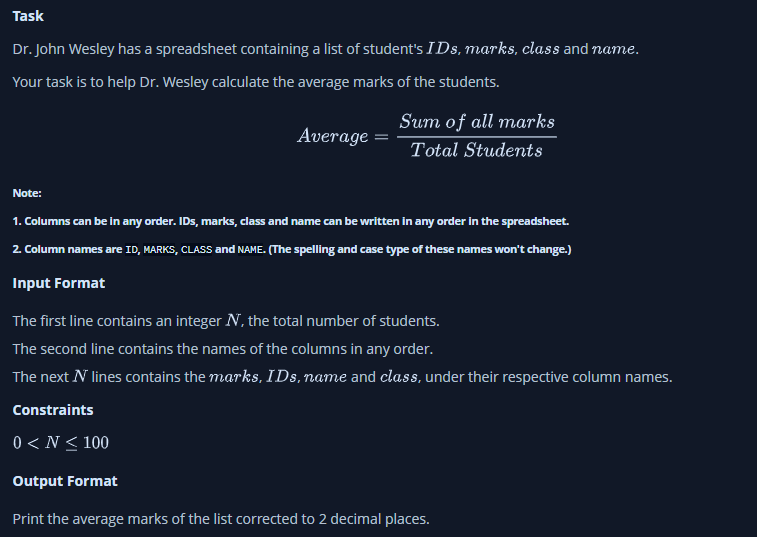 Task
Dr. John Wesley has a spreadsheet containing a list of student's IDs, marks, class and name.
Your task is to help Dr. Wesley calculate the average marks of the students.
Average = Sum of all marks / Total Students
Note:
1. Columns can be in any order. IDs, marks, class and name can be written in any order in the spreadsheet.
2. Column names are ID, MARKS, CLASS and NAME. (The spelling and case type of these names won't change.)
Input Format
The first line contains an integer N, the total number of students.
The second line contains the names of the columns in any order.
The next N lines contains the marks, IDs, name and class, under their respective column names.
Constraints
0 < N ≤ 100
Output Format
Print the average marks of the list corrected to 2 decimal places.